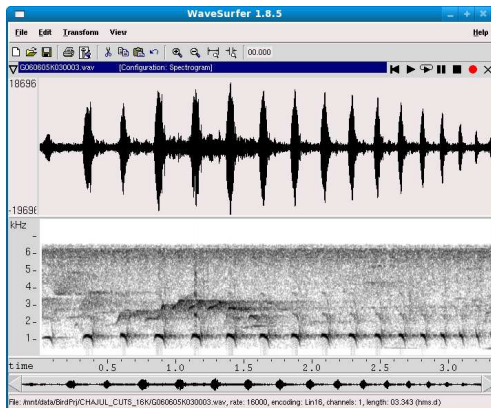 WaveSurfer 1.8.5
File Edit Transform View Help
00.000
G060605K030003.wav [Configuration: Spectrogram]
18696
-19696
kHz
6
5
4
3
2
1
time 0.5 1.0 1.5 2.0 2.5 3.0
File: /mnt/data/BirdPrj/CHAJUL_CUTS_16K/G060605K030003.wav, rate: 16000, encoding: Lin16, channels: 1, length: 03.343 (hms.d)